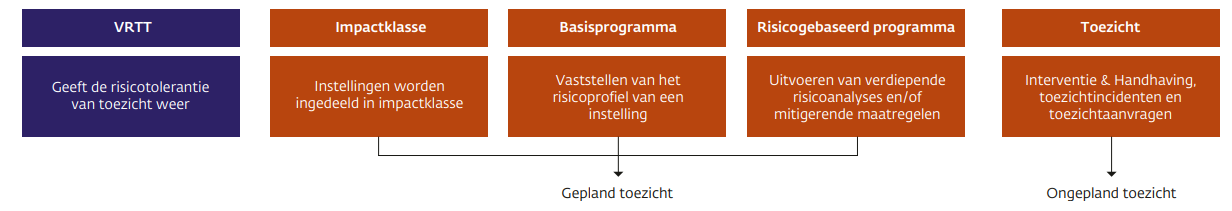 VRTT
Geeft de risicotolerantie
van toezicht weer
Impactklasse
Instellingen worden
ingedeeld in impactklasse
Basisprogramma
Vaststellen van het
risicoprofiel van een
instelling
Risicogebaseerd programma
Uitvoeren van verdiepende
risicoanalyses en/of
mitigerende maatregelen
Toezicht
Interventie & Handhaving,
toezichtincidenten en
toezichtaanvragen
Gepland toezicht
Ongepland toezicht